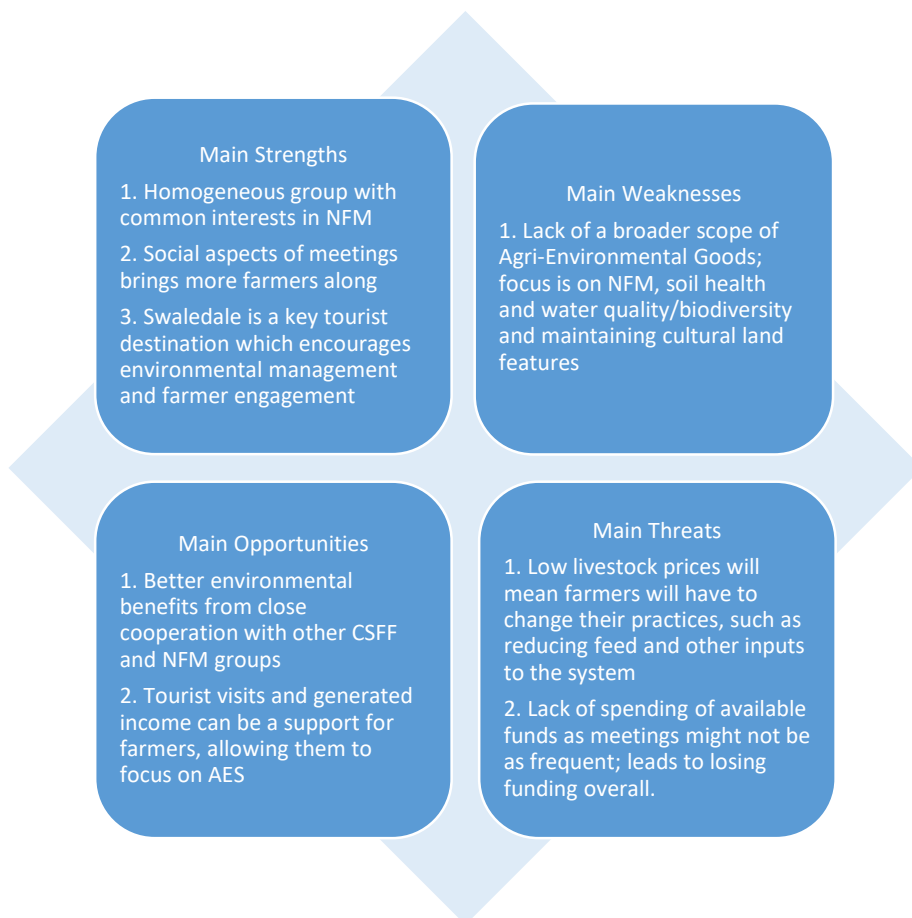 Main Strengths
1. Homogeneous group with
common interests in NFM
2. Social aspects of meetings
brings more farmers along
3. Swaledale is a key tourist
destination which encourages
environmental management
and farmer engagement
Main Weaknesses
1. Lack of a broader scope of
Agri-Environmental Goods;
focus is on NFM, soil health
and water quality/biodiversity
and maintaining cultural land
features
Main Opportunities
1. Better environmental
benefits from close
cooperation with other CSFF
and NFM groups
2. Tourist visits and generated
income can be a support for
farmers, allowing them to
focus on AES
Main Threats
1. Low livestock prices will
mean farmers will have to
change their practices, such as
reducing feed and other inputs
to the system
2. Lack of spending of available
funds as meetings might not be
as frequent; leads to losing
funding overall.